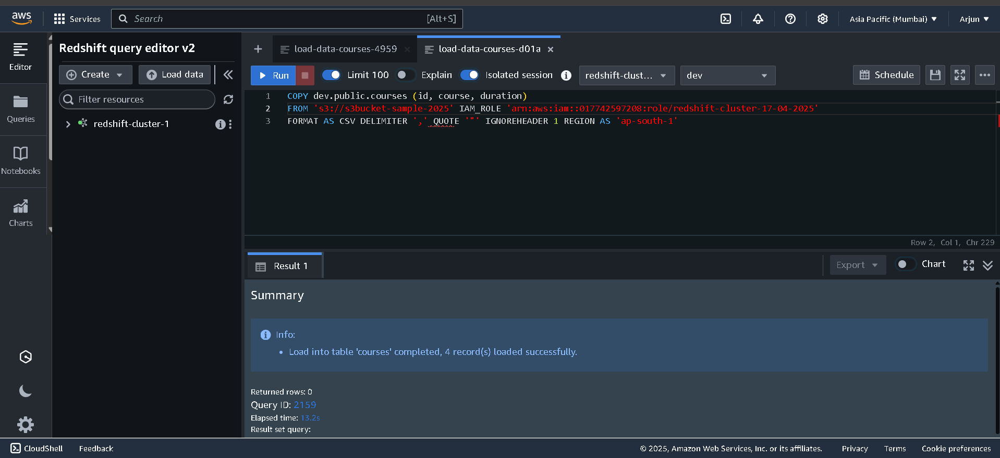 aws
Services
Search
[Alt+S]
Asia Pacific (Mumbai)
Arjun
Editor
Queries
Notebooks
Charts
Redshift query editor v2
Create
Load data
Filter resources
redshift-cluster-1
load-data-courses-4959
load-data-courses-d01a
Run
Limit 100
Explain
Isolated session
redshift-clust...
dev
Schedule
1 COPY dev.public.courses (id, course, duration)
2 FROM 's3://s3bucket-sample-2025' IAM_ROLE 'arn:aws:iam::017742597208:role/redshift-cluster-17-04-2025'
3 FORMAT AS CSV DELIMITER ',' QUOTE '"' IGNOREHEADER 1 REGION AS 'ap-south-1'
Row 2, Col 1, Chr 229
Result 1
Export
Chart
Summary
Info:
• Load into table 'courses' completed, 4 record(s) loaded successfully.
Returned rows: 0
Query ID: 2159
Elapsed time: 13.2s
Result set query:
CloudShell
Feedback
© 2025, Amazon Web Services, Inc. or its affiliates.
Privacy
Terms
Cookie preferences